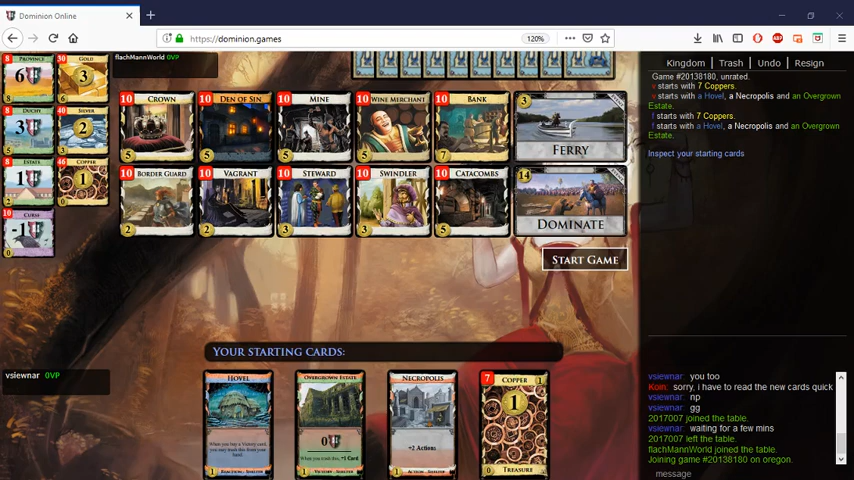 Dominion Online
https://dominion.games
120%
flachMannWorld 0VP
Kingdom | Trash | Undo | Resign
8 PROVINCE 6 8
30 GOLD 3 6
8 DUCHY 3 5
40 SILVER 2 3
8 ESTATE 1 2
46 COPPER 1 0
10 CURSE -1 0
10 CROWN 5
10 DEN OF SIN 5
10 MINE 5
10 WINE MERCHANT 5
10 BANK 7
3 FERRY
10 BORDER GUARD 2
10 VAGRANT 2
10 STEWARD 3
10 SWINDLER 3
10 CATACOMBS 5
14 DOMINATE
START GAME
Game #20138180, unrated.
v starts with 7 Coppers.
v starts with a Hovel, a Necropolis and an Overgrown
Estate.
f starts with 7 Coppers.
f starts with a Hovel, a Necropolis and an Overgrown
Estate.
Inspect your starting cards
YOUR STARTING CARDS:
vsiewnar 0VP
HOVEL
When you buy a Victory card, you may trash this from your hand.
1 REACTION - SHELTER
OVERGROWN ESTATE
0
When you trash this, +1 Card.
1 VICTORY - SHELTER
NECROPOLIS
+2 Actions
1 ACTION - SHELTER
7 COPPER 1
1
0 TREASURE
vsiewnar: you too
Koin: sorry, i have to read the new cards quick
vsiewnar: np
vsiewnar: gg
2017007 joined the table.
vsiewnar: waiting for a few mins
2017007 left the table.
flachMannWorld joined the table.
Joining game #20138180 on oregon.
message